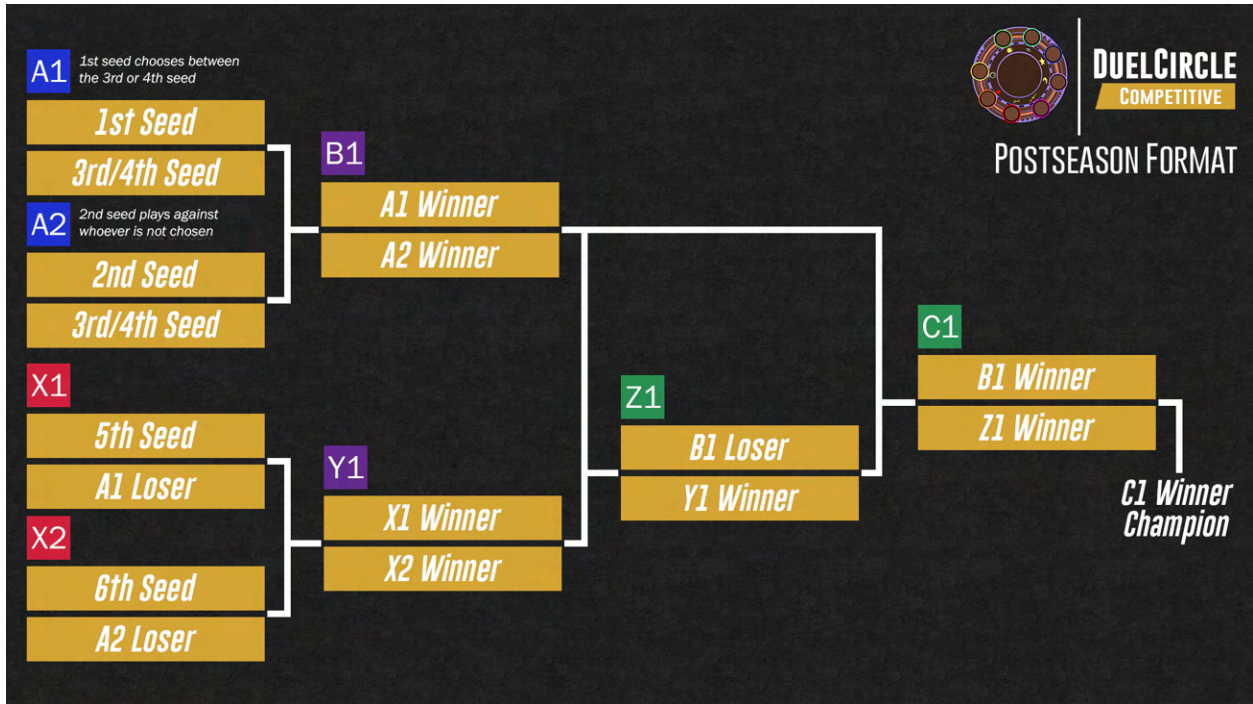 A1
1st seed chooses between
the 3rd or 4th seed
1st Seed
3rd/4th Seed
A2
2nd seed plays against
whoever is not chosen
2nd Seed
3rd/4th Seed
X1
5th Seed
A1 Loser
X2
6th Seed
A2 Loser
B1
A1 Winner
A2 Winner
Y1
X1 Winner
X2 Winner
Z1
B1 Loser
Y1 Winner
DUELCIRCLE
COMPETITIVE
POSTSEASON FORMAT
C1
B1 Winner
Z1 Winner
C1 Winner
Champion